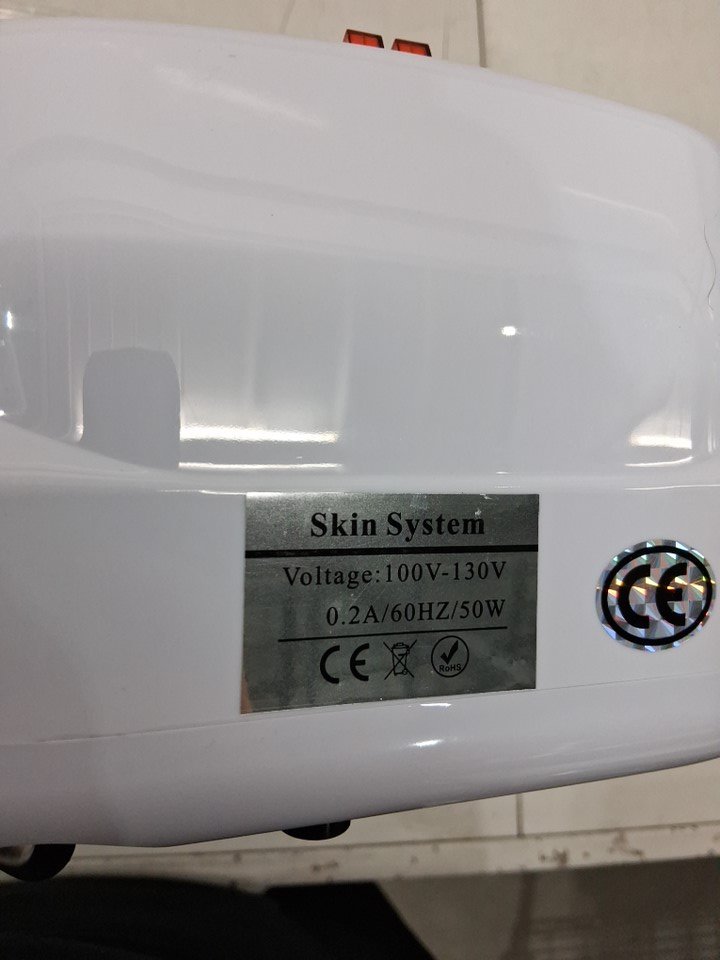 Skin System
Voltage:100V-130V
0.2A/60HZ/50W
CE
RoHS
CE